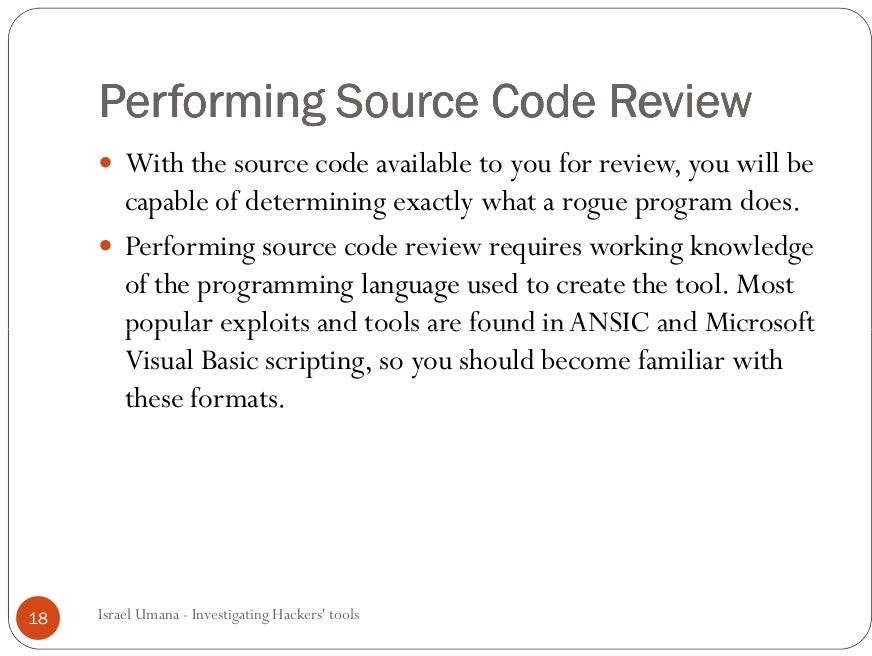 Performing Source Code Review
• With the source code available to you for review, you will be
capable of determining exactly what a rogue program does.
• Performing source code review requires working knowledge
of the programming language used to create the tool. Most
popular exploits and tools are found in ANSIC and Microsoft
Visual Basic scripting, so you should become familiar with
these formats.
18
Israel Umana - Investigating Hackers' tools